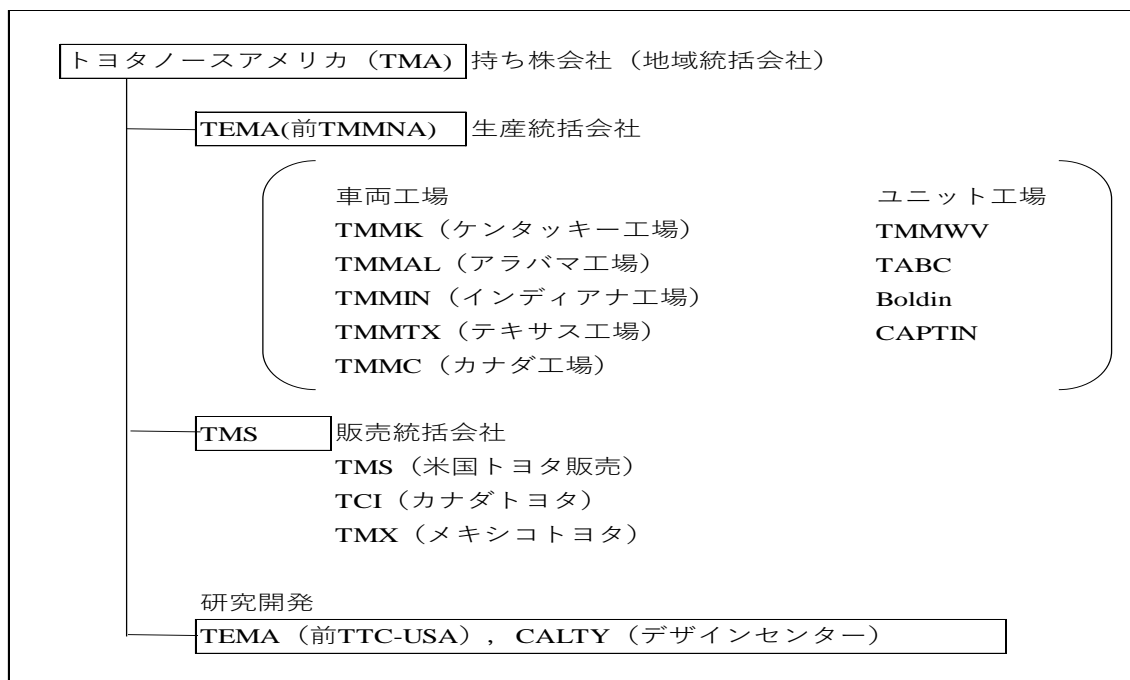 トヨタノースアメリカ（TMA）持ち株会社（地域統括会社）
TEMA(前TMMNA) 生産統括会社
車両工場 ユニット工場
TMMK（ケンタッキー工場） TMMWV
TMMAL（アラバマ工場） TABC
TMMIN（インディアナ工場） Boldin
TMMTX（テキサス工場） CAPTIN
TMMC（カナダ工場）
TMS 販売統括会社
TMS（米国トヨタ販売）
TCI（カナダトヨタ）
TMX（メキシコトヨタ）
研究開発
TEMA（前TTC-USA）, CALTY（デザインセンター）